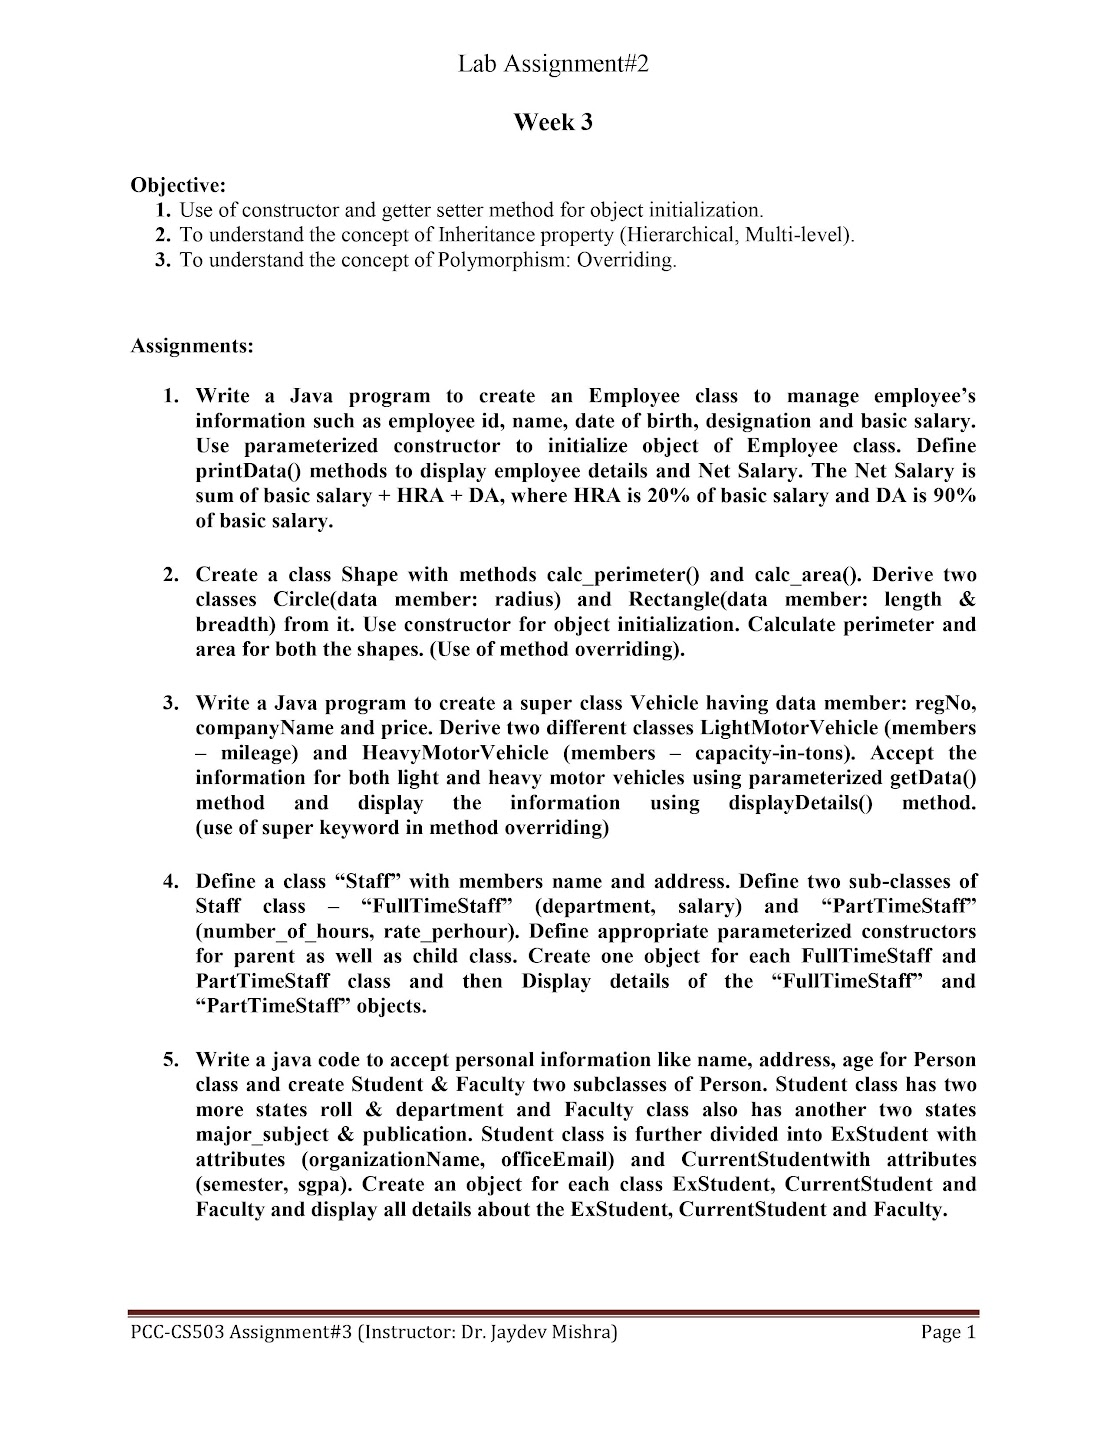 Lab Assignment#2
Week 3
Objective:
1. Use of constructor and getter setter method for object initialization.
2. To understand the concept of Inheritance property (Hierarchical, Multi-level).
3. To understand the concept of Polymorphism: Overriding.
Assignments:
1. Write a Java program to create an Employee class to manage employee’s
information such as employee id, name, date of birth, designation and basic salary.
Use parameterized constructor to initialize object of Employee class. Define
printData() methods to display employee details and Net Salary. The Net Salary is
sum of basic salary + HRA + DA, where HRA is 20% of basic salary and DA is 90%
of basic salary.
2. Create a class Shape with methods calc_perimeter() and calc_area(). Derive two
classes Circle(data member: radius) and Rectangle(data member: length &
breadth) from it. Use constructor for object initialization. Calculate perimeter and
area for both the shapes. (Use of method overriding).
3. Write a Java program to create a super class Vehicle having data member: regNo,
companyName and price. Derive two different classes LightMotorVehicle (members
– mileage) and HeavyMotorVehicle (members – capacity-in-tons). Accept the
information for both light and heavy motor vehicles using parameterized getData()
method and display the information using displayDetails() method.
(use of super keyword in method overriding)
4. Define a class “Staff” with members name and address. Define two sub-classes of
Staff class – “FullTimeStaff” (department, salary) and “PartTimeStaff”
(number_of_hours, rate_perhour). Define appropriate parameterized constructors
for parent as well as child class. Create one object for each FullTimeStaff and
PartTimeStaff class and then Display details of the “FullTimeStaff” and
“PartTimeStaff” objects.
5. Write a java code to accept personal information like name, address, age for Person
class and create Student & Faculty two subclasses of Person. Student class has two
more states roll & department and Faculty class also has another two states
major_subject & publication. Student class is further divided into ExStudent with
attributes (organizationName, officeEmail) and CurrentStudentwith attributes
(semester, sgpa). Create an object for each class ExStudent, CurrentStudent and
Faculty and display all details about the ExStudent, CurrentStudent and Faculty.
PCC-CS503 Assignment#3 (Instructor: Dr. Jaydev Mishra) Page 1